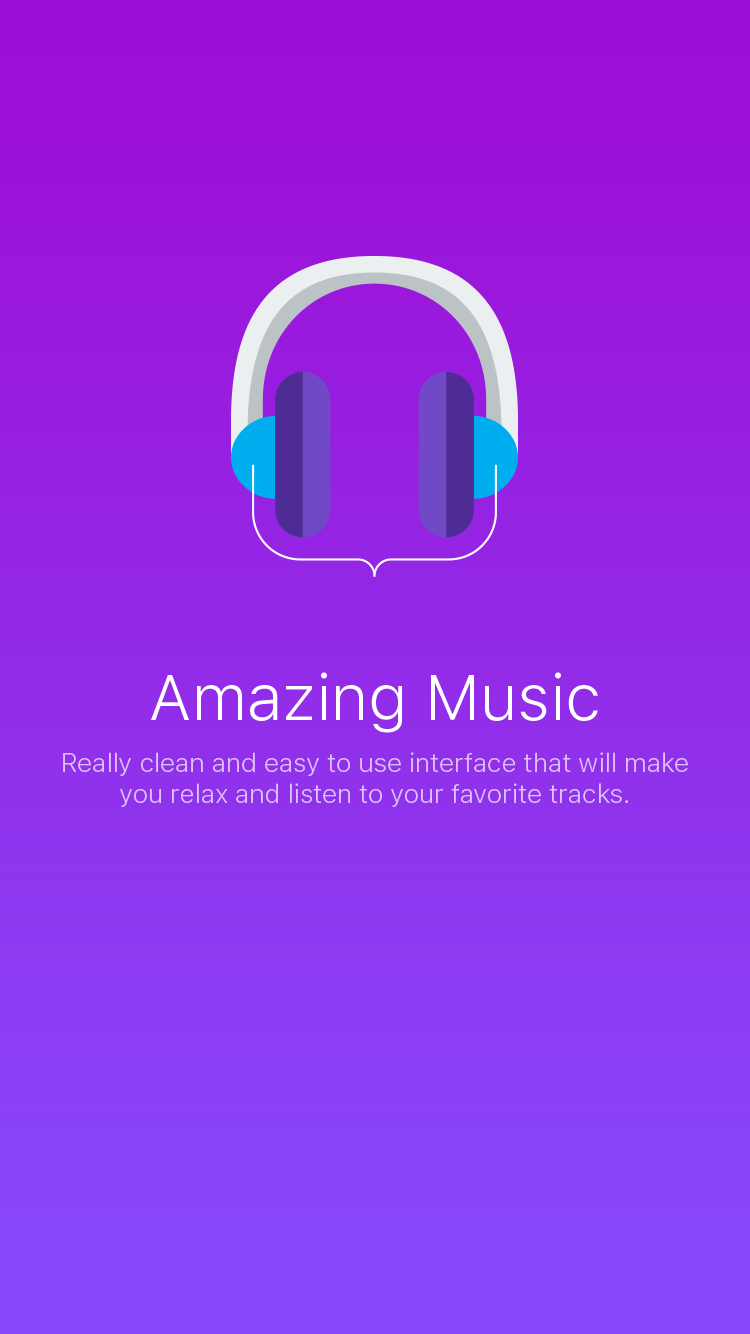 Amazing Music
Really clean and easy to use interface that will make
you relax and listen to your favorite tracks.